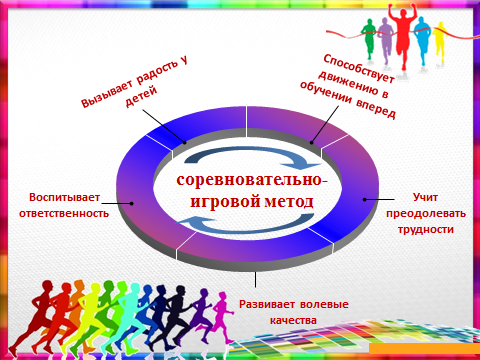 Вызывает радость у
детей
Способствует
движению в
обучении вперед
соревновательно-
игровой метод
Воспитывает
ответственность
Учит
преодолевать
трудности
Развивает волевые
качества